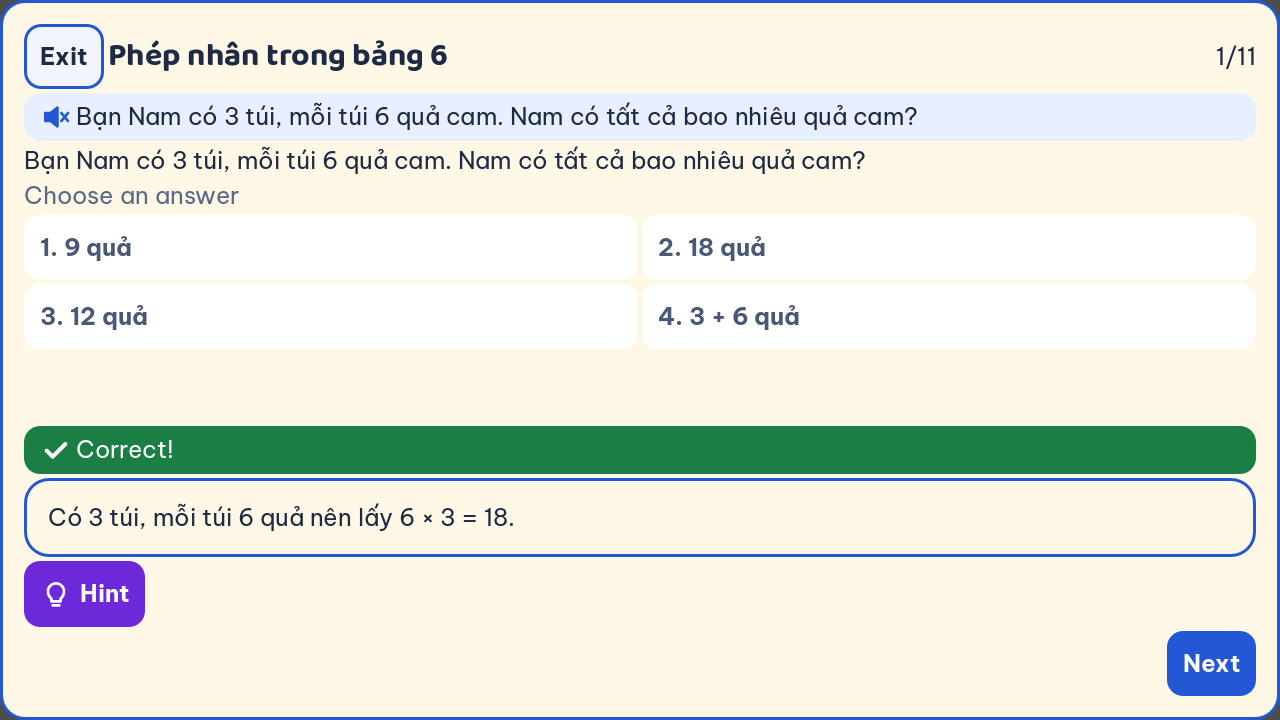 Exit
Phép nhân trong bảng 6
1/11
Bạn Nam có 3 túi, mỗi túi 6 quả cam. Nam có tất cả bao nhiêu quả cam?
Bạn Nam có 3 túi, mỗi túi 6 quả cam. Nam có tất cả bao nhiêu quả cam?
Choose an answer
1. 9 quả
2. 18 quả
3. 12 quả
4. 3 + 6 quả
Correct!
Có 3 túi, mỗi túi 6 quả nên lấy 6 × 3 = 18.
Hint
Next